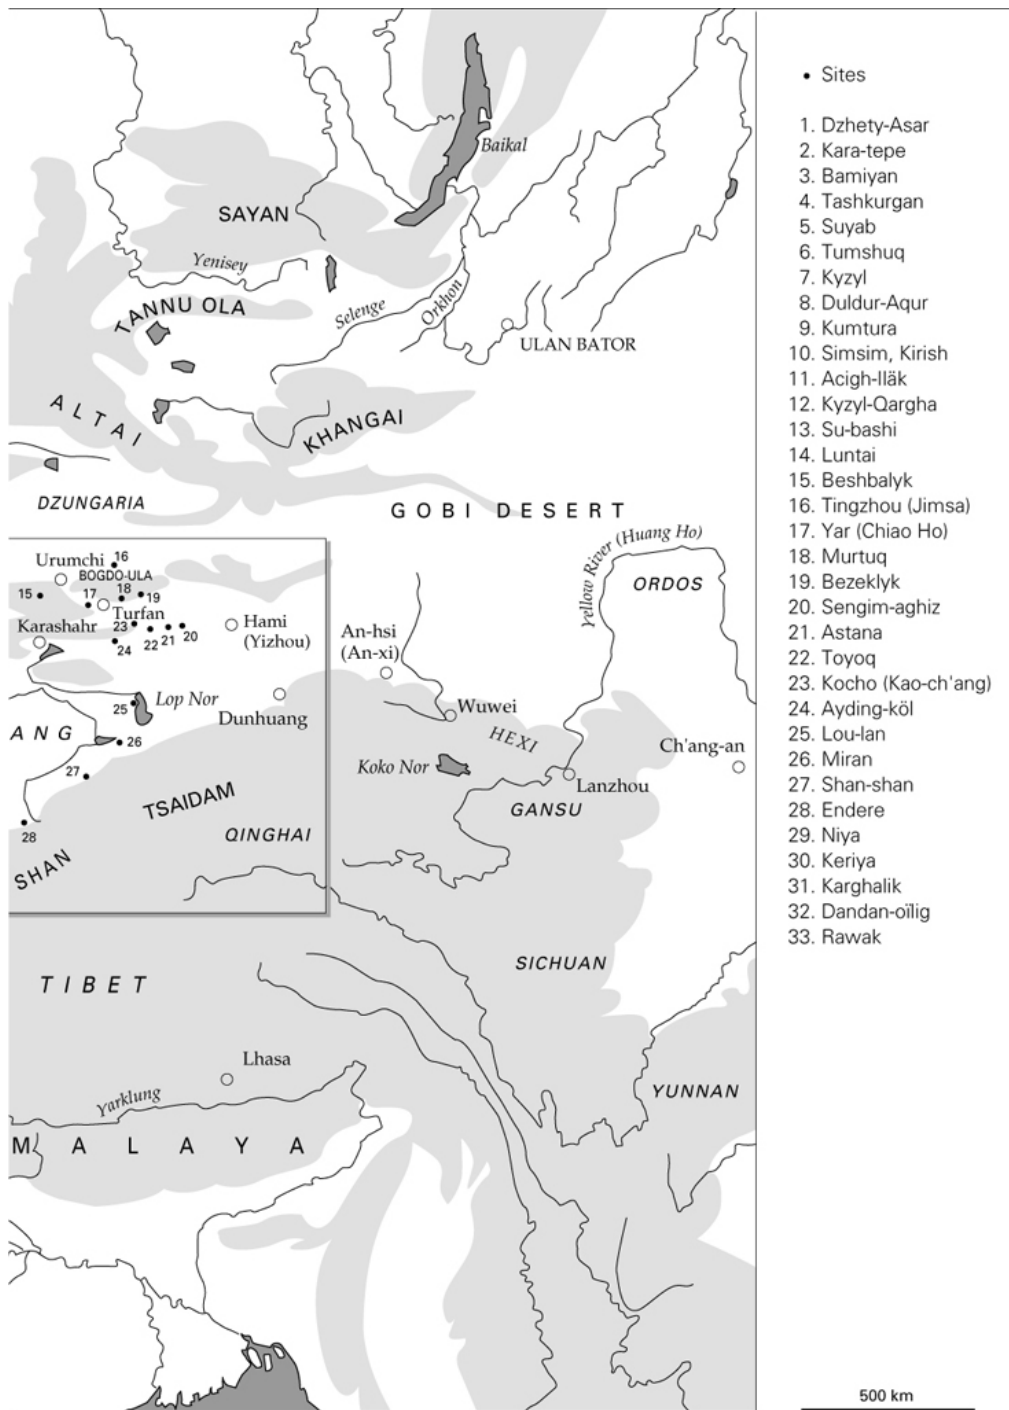 Baikal
SAYAN
Yenisey
TANNU OLA
Selenge
Orkhon
ULAN BATOR
ALTAI
KHANGAI
DZUNGARIA
GOBI DESERT
Yellow River (Huang Ho)
ORDOS
Urumchi
16
BOGDO-ULA
15
17
18
19
Turfan
Karashahr
23
22
21
20
24
Hami
(Yizhou)
An-hsi
(An-xi)
Lop Nor
25
Dunhuang
Wuwei
HEXI
Ch'ang-an
ANG
26
Koko Nor
Lanzhou
27
TSAIDAM
GANSU
28
QINGHAI
SHAN
SICHUAN
TIBET
Lhasa
YUNNAN
Yarklung
MALAYA
• Sites
1. Dzhety-Asar
2. Kara-tepe
3. Bamiyan
4. Tashkurgan
5. Suyab
6. Tumshuq
7. Kyzyl
8. Duldur-Aqur
9. Kumtura
10. Simsim, Kirish
11. Acigh-Iläk
12. Kyzyl-Qargha
13. Su-bashi
14. Luntai
15. Beshbalyk
16. Tingzhou (Jimsa)
17. Yar (Chiao Ho)
18. Murtuq
19. Bezeklyk
20. Sengim-aghiz
21. Astana
22. Toyoq
23. Kocho (Kao-ch'ang)
24. Ayding-köl
25. Lou-lan
26. Miran
27. Shan-shan
28. Endere
29. Niya
30. Keriya
31. Karghalik
32. Dandan-oïlig
33. Rawak
500 km